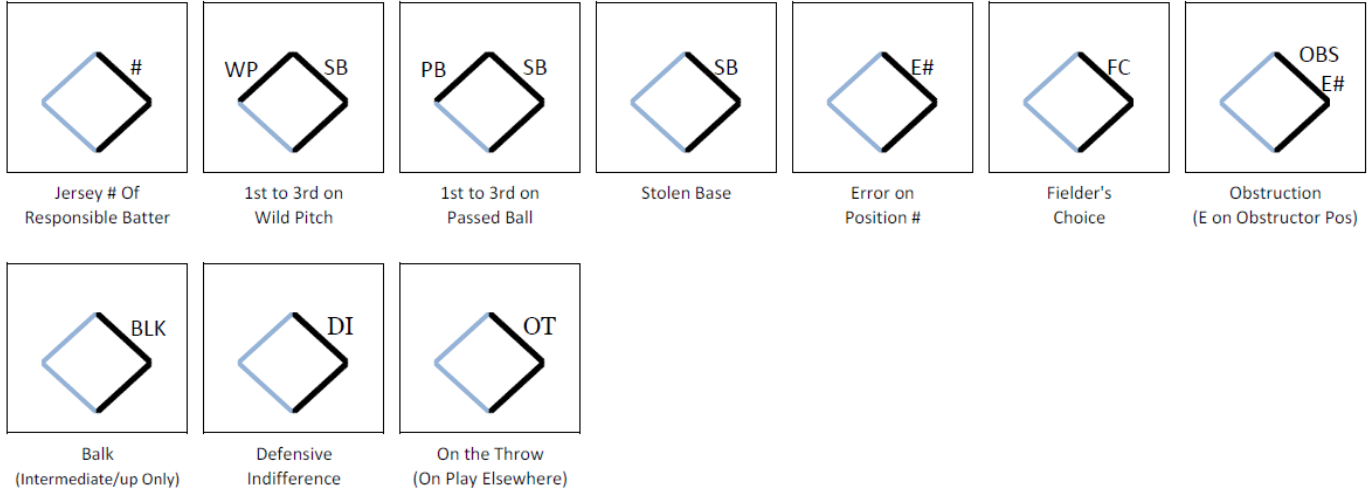 #
Jersey # Of
Responsible Batter
WP SB
1st to 3rd on
Wild Pitch
PB SB
1st to 3rd on
Passed Ball
SB
Stolen Base
E#
Error on
Position #
FC
Fielder's
Choice
OBS
E#
Obstruction
(E on Obstructor Pos)
BLK
Balk
(Intermediate/up Only)
DI
Defensive
Indifference
OT
On the Throw
(On Play Elsewhere)